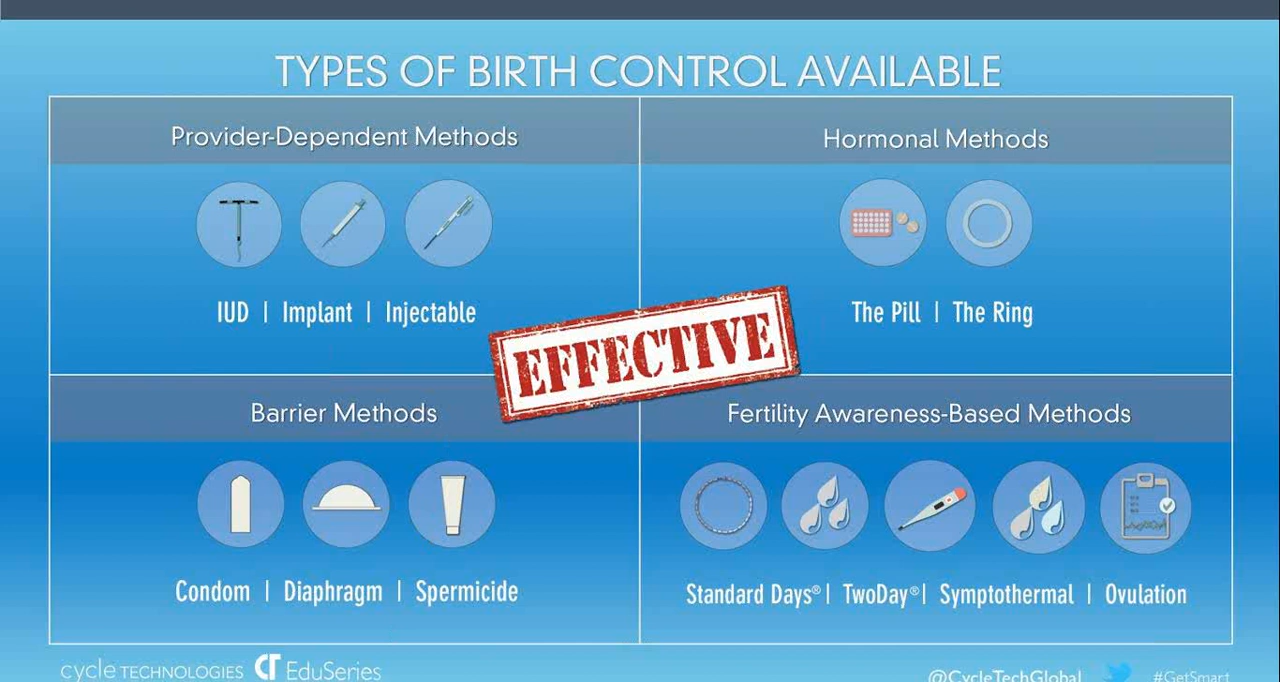 TYPES OF BIRTH CONTROL AVAILABLE
Provider-Dependent Methods
IUD | Implant | Injectable
Hormonal Methods
The Pill | The Ring
EFFECTIVE
Barrier Methods
Condom | Diaphragm | Spermicide
Fertility Awareness-Based Methods
Standard Days® | TwoDay® | Symptothermal | Ovulation
cycle TECHNOLOGIES CT EduSeries
@CycleTechGlobal #GetSmart